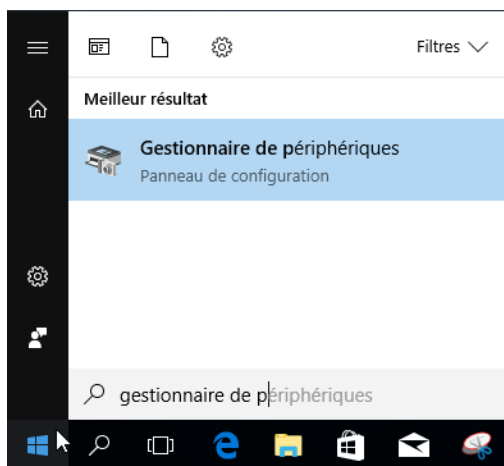 Filtres
Meilleur résultat
Gestionnaire de périphériques
Panneau de configuration
gestionnaire de périphériques